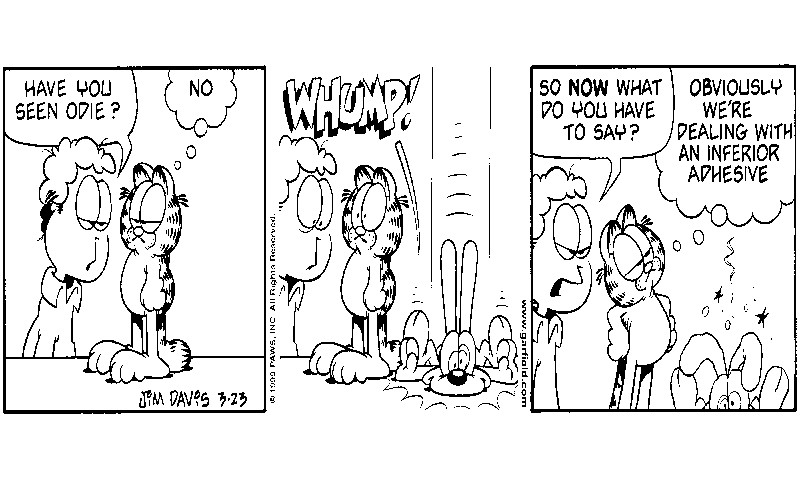 HAVE YOU
SEEN ODIE?
NO
JIM DAVIS 3·23
WHUMP!
© 1999 PAWS, INC. All Rights Reserved.
www.garfield.com
SO NOW WHAT
DO YOU HAVE
TO SAY?
OBVIOUSLY
WE'RE
DEALING WITH
AN INFERIOR
ADHESIVE